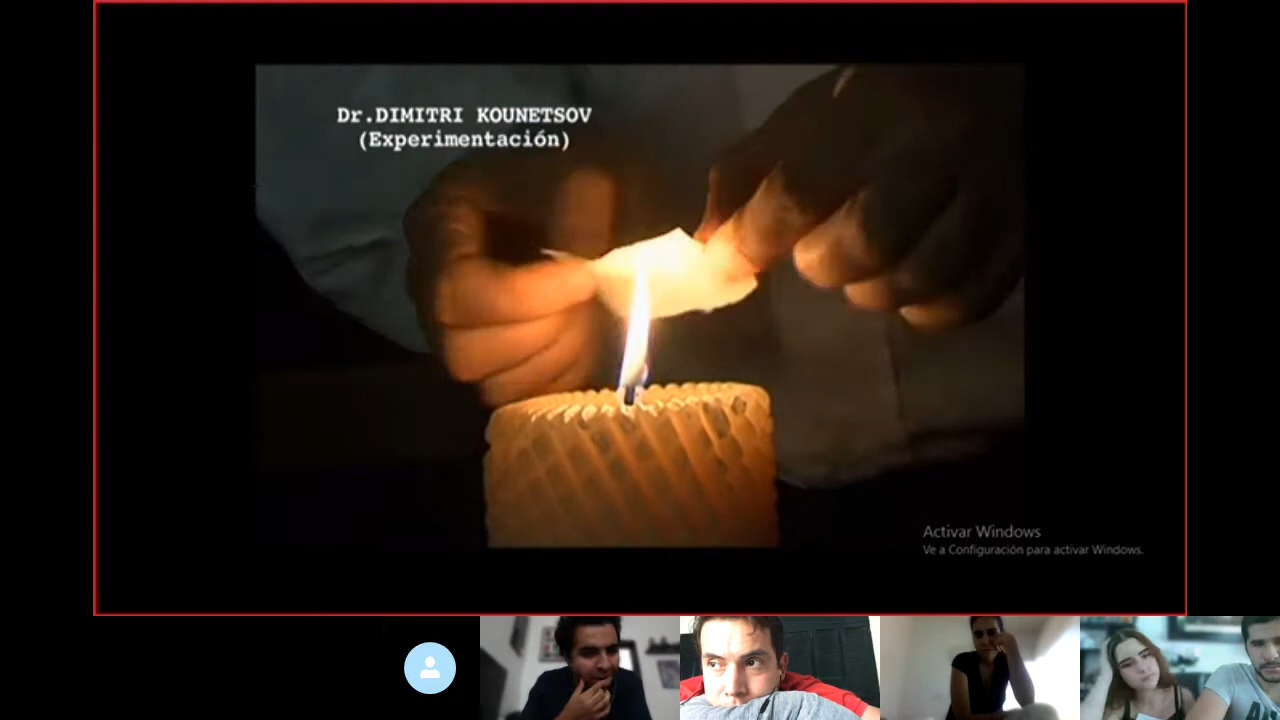 Dr.DIMITRI KOUNETSOV
(Experimentación)
Activar Windows
Ve a Configuración para activar Windows.